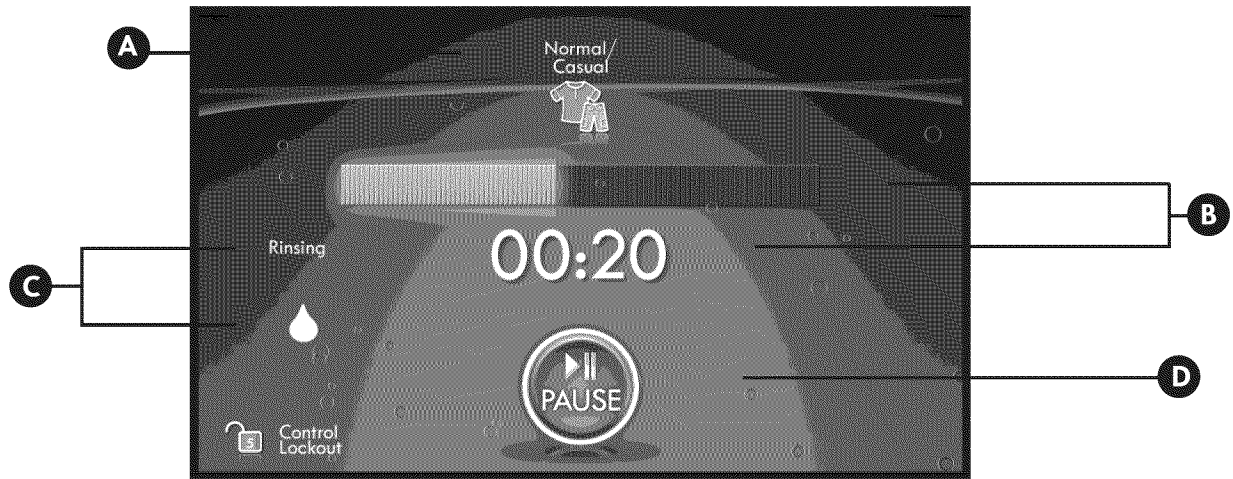 A
Normal/
Casual
B
Rinsing
00:20
C
D
PAUSE
5
Control
Lockout